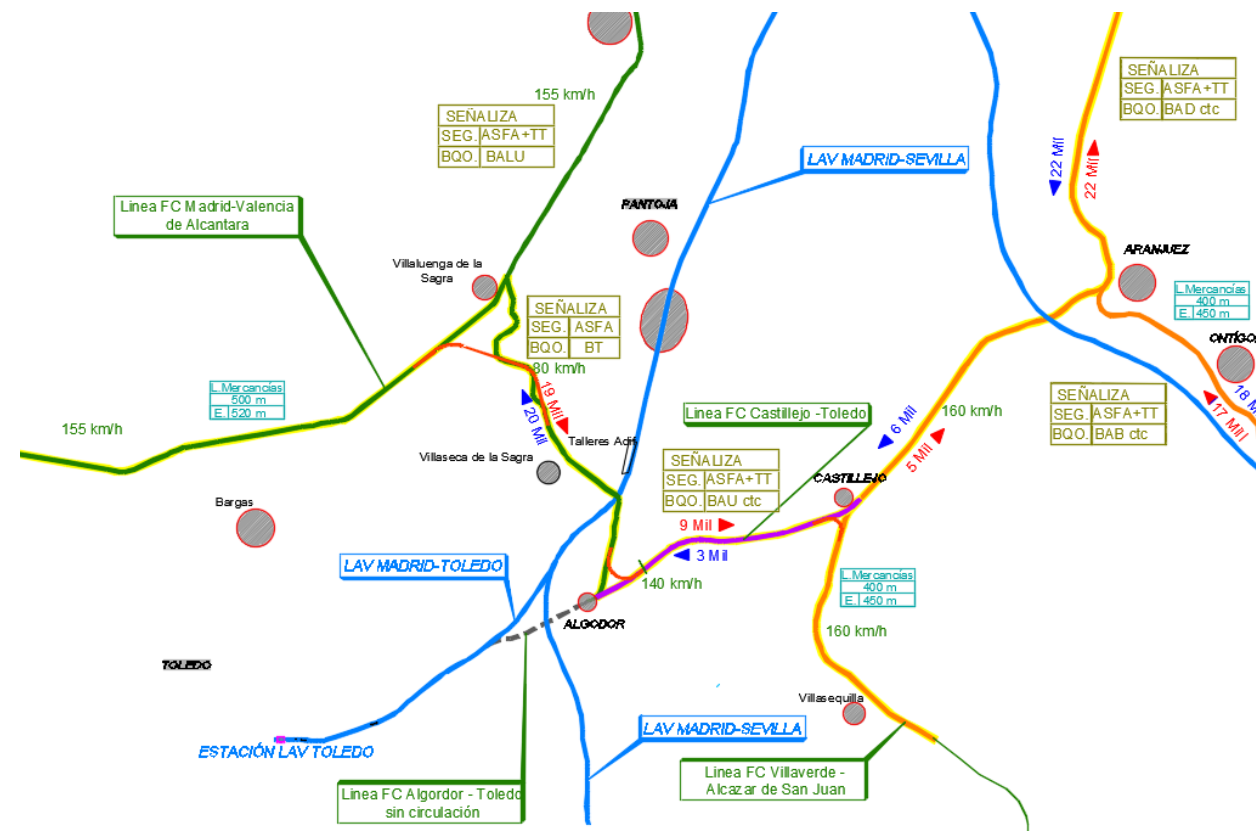 155 km/h
SEÑALIZA
SEG. ASFA+TT
BQO. BALU
SEÑALIZA
SEG. ASFA+TT
BQO. BAD ctc
22 Mil
22 Mil
LAV MADRID-SEVILLA
Linea FC Madrid-Valencia
de Alcantara
PANTOJA
Villaluenga de la
Sagra
ARANJUEZ
SEÑALIZA
SEG. ASFA
BQO. BT
L.Mercancías
400 m
E. 450 m
80 km/h
L.Mercancías
500 m
E. 520 m
19 Mil
20 Mil
SEÑALIZA
SEG. ASFA+TT
BQO. BAB ctc
18 M
17 Mil
155 km/h
Linea FC Castillejo -Toledo
160 km/h
6 Mil
5 Mil
Talleres Adif
Villaseca de la Sagra
SEÑALIZA
SEG. ASFA+TT
BQO. BAU ctc
CASTILLEJO
Bargas
9 Mil
3 Mil
LAV MADRID-TOLEDO
140 km/h
L.Mercancías
400 m
E. 450 m
ALGODOR
160 km/h
TOLEDO
Villasequilla
ESTACIÓN LAV TOLEDO
LAV MADRID-SEVILLA
Linea FC Algordor - Toledo
sin circulación
Linea FC Villaverde -
Alcazar de San Juan